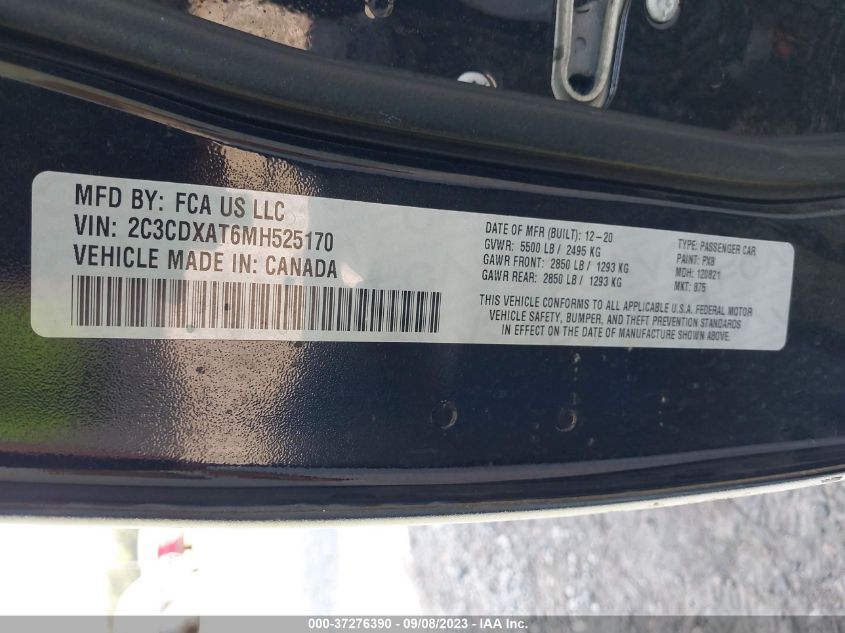 MFD BY: FCA US LLC
VIN: 2C3CDXAT6MH525170
VEHICLE MADE IN: CANADA
DATE OF MFR (BUILT): 12-20
GVWR: 5500 LB / 2495 KG
GAWR FRONT: 2850 LB / 1293 KG
GAWR REAR: 2850 LB / 1293 KG
TYPE: PASSENGER CAR
PAINT: PX8
MDH: 120821
MKT: 875
THIS VEHICLE CONFORMS TO ALL APPLICABLE U.S.A. FEDERAL MOTOR
VEHICLE SAFETY, BUMPER, AND THEFT PREVENTION STANDARDS
IN EFFECT ON THE DATE OF MANUFACTURE SHOWN ABOVE.
000-37276390 - 09/08/2023 - IAA Inc.